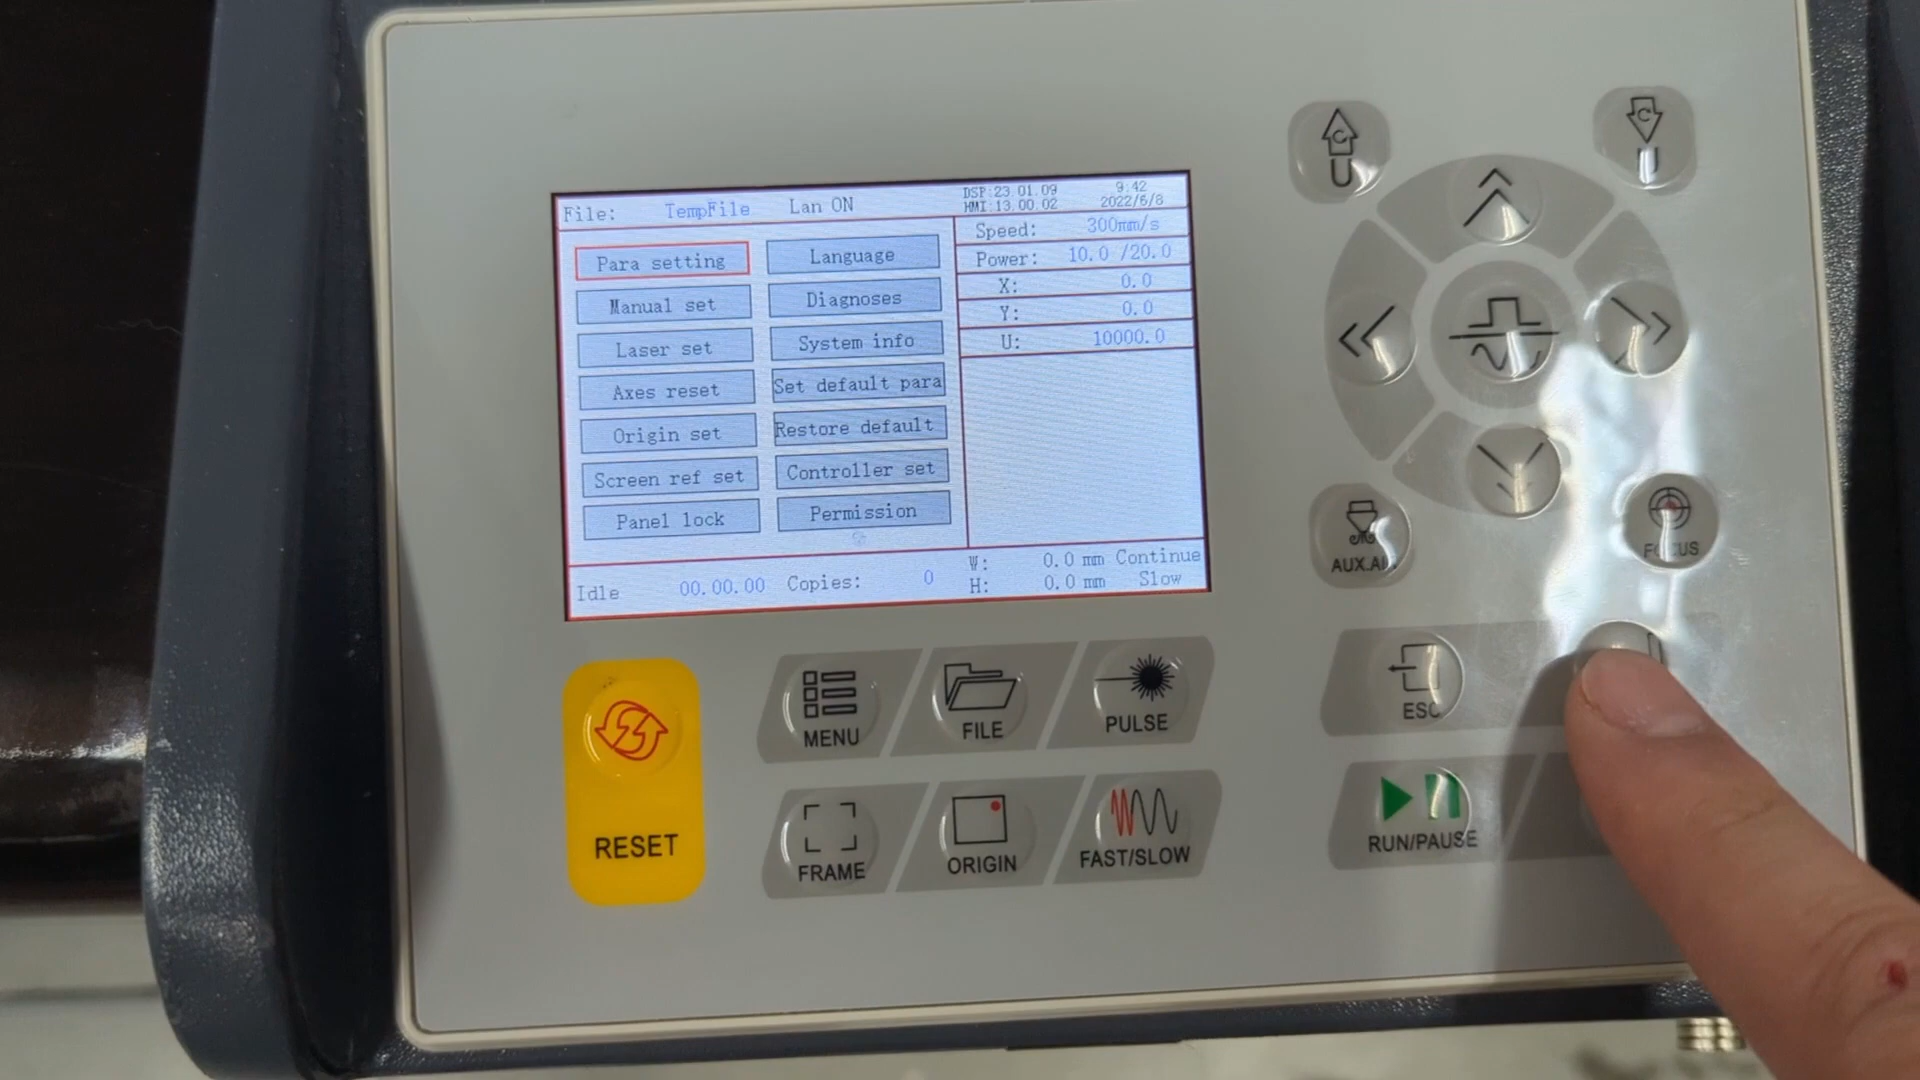 File: TempFile Lan ON DSP:23.01.09 9:42
HMI:13.00.02 2022/6/8
Para setting Language
Manual set Diagnoses
Laser set System info
Axes reset Set default para
Origin set Restore default
Screen ref set Controller set
Panel lock Permission
Speed: 300mm/s
Power: 10.0 /20.0
X: 0.0
Y: 0.0
U: 10000.0
Idle 00.00.00 Copies: 0
W: 0.0 mm Continue
H: 0.0 mm Slow
C
U
C
U
FOCUS
MENU
FILE
PULSE
ESC
RESET
FRAME
ORIGIN
FAST/SLOW
RUN/PAUSE